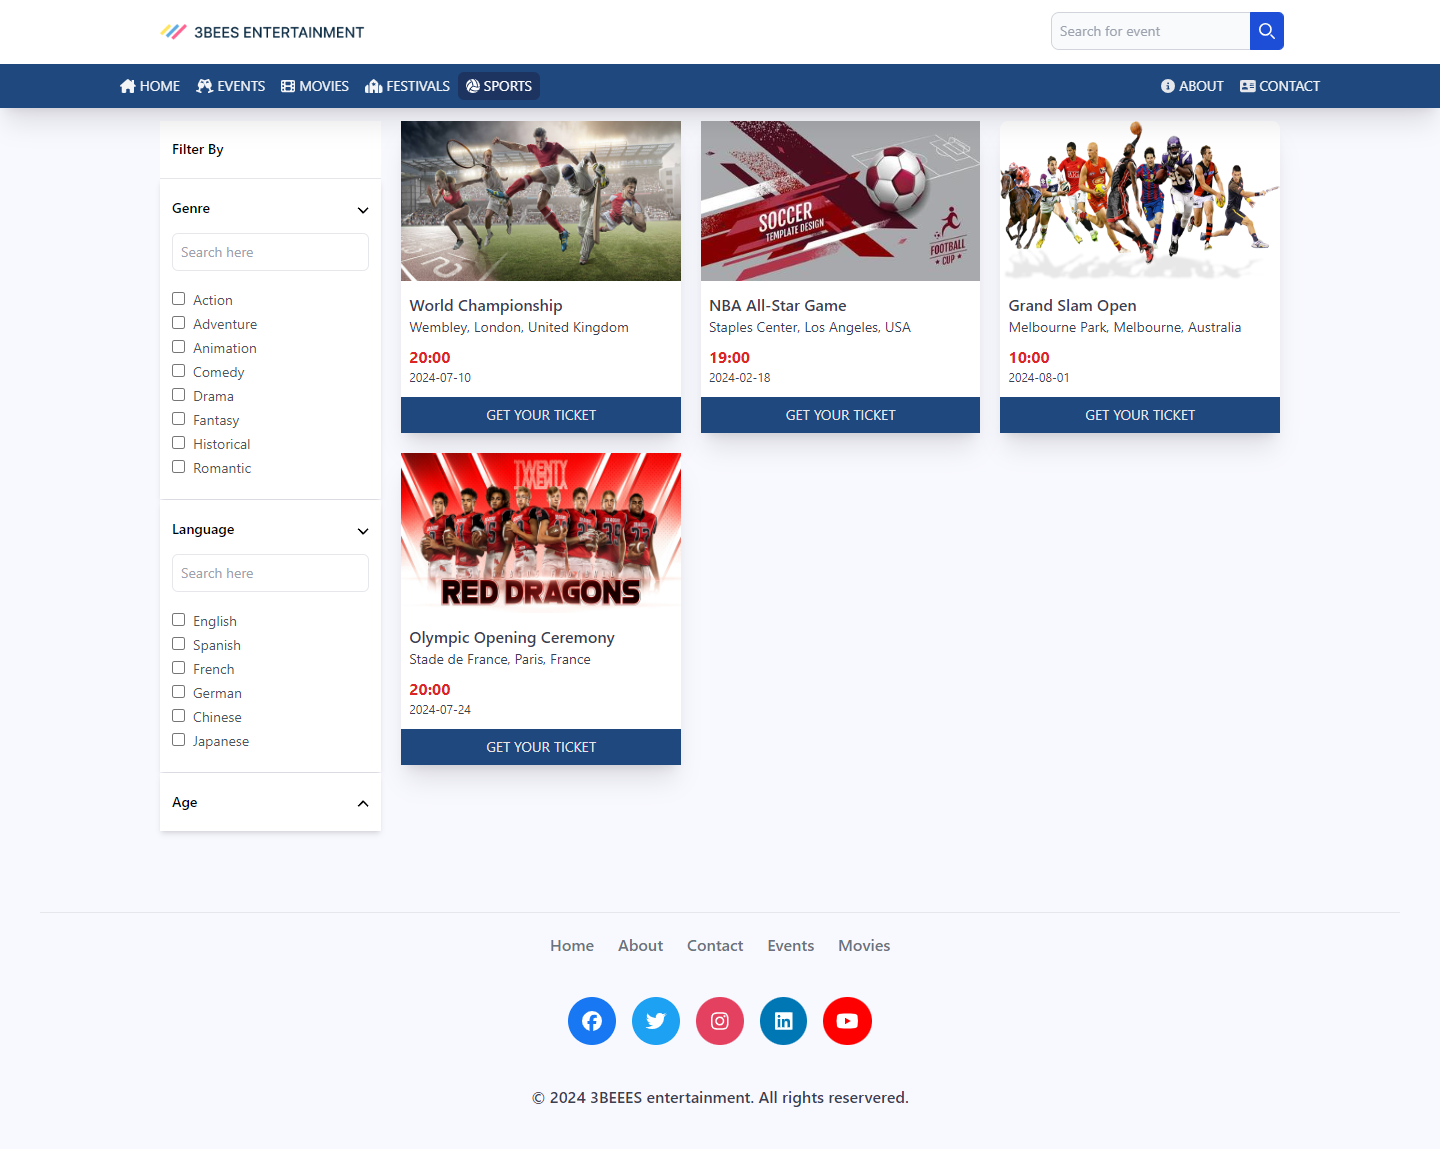 3BEES ENTERTAINMENT
Search for event
HOME
EVENTS
MOVIES
FESTIVALS
SPORTS
ABOUT
CONTACT
Filter By
Genre
Search here
Action
Adventure
Animation
Comedy
Drama
Fantasy
Historical
Romantic
Language
Search here
English
Spanish
French
German
Chinese
Japanese
Age
World Championship
Wembley, London, United Kingdom
20:00
2024-07-10
GET YOUR TICKET
SOCCER
TEMPLATE DESIGN
FOOTBALL
CUP
NBA All-Star Game
Staples Center, Los Angeles, USA
19:00
2024-02-18
GET YOUR TICKET
Grand Slam Open
Melbourne Park, Melbourne, Australia
10:00
2024-08-01
GET YOUR TICKET
TWENTY
RED DRAGONS
Olympic Opening Ceremony
Stade de France, Paris, France
20:00
2024-07-24
GET YOUR TICKET
Home
About
Contact
Events
Movies
© 2024 3BEEES entertainment. All rights reservered.